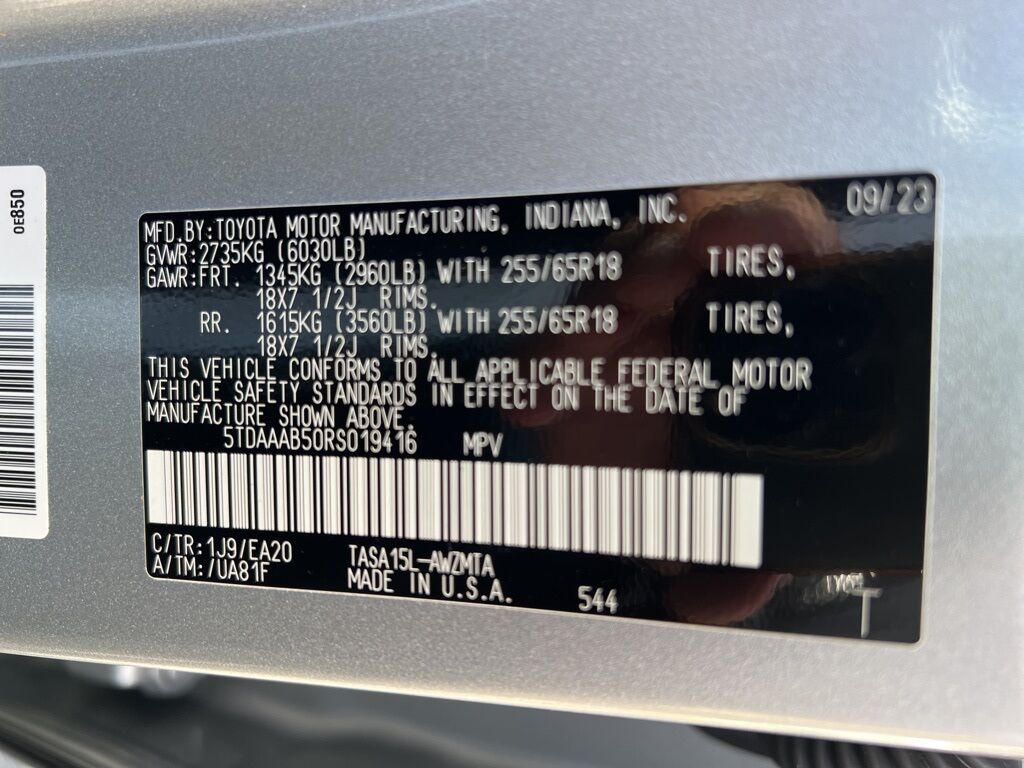 0E850
09/23
MFD.BY:TOYOTA MOTOR MANUFACTURING, INDIANA, INC.
GVWR:2735KG (6030LB)
GAWR:FRT. 1345KG (2960LB) WITH 255/65R18 TIRES,
18X7 1/2J RIMS.
RR. 1615KG (3560LB) WITH 255/65R18 TIRES,
18X7 1/2J RIMS.
THIS VEHICLE CONFORMS TO ALL APPLICABLE FEDERAL MOTOR
VEHICLE SAFETY STANDARDS IN EFFECT ON THE DATE OF
MANUFACTURE SHOWN ABOVE.
5TDAAAB50RS019416 MPV
C/TR:1J9/EA20 TASA15L-AWZMTA
A/TM:/UA81F MADE IN U.S.A. 544
T